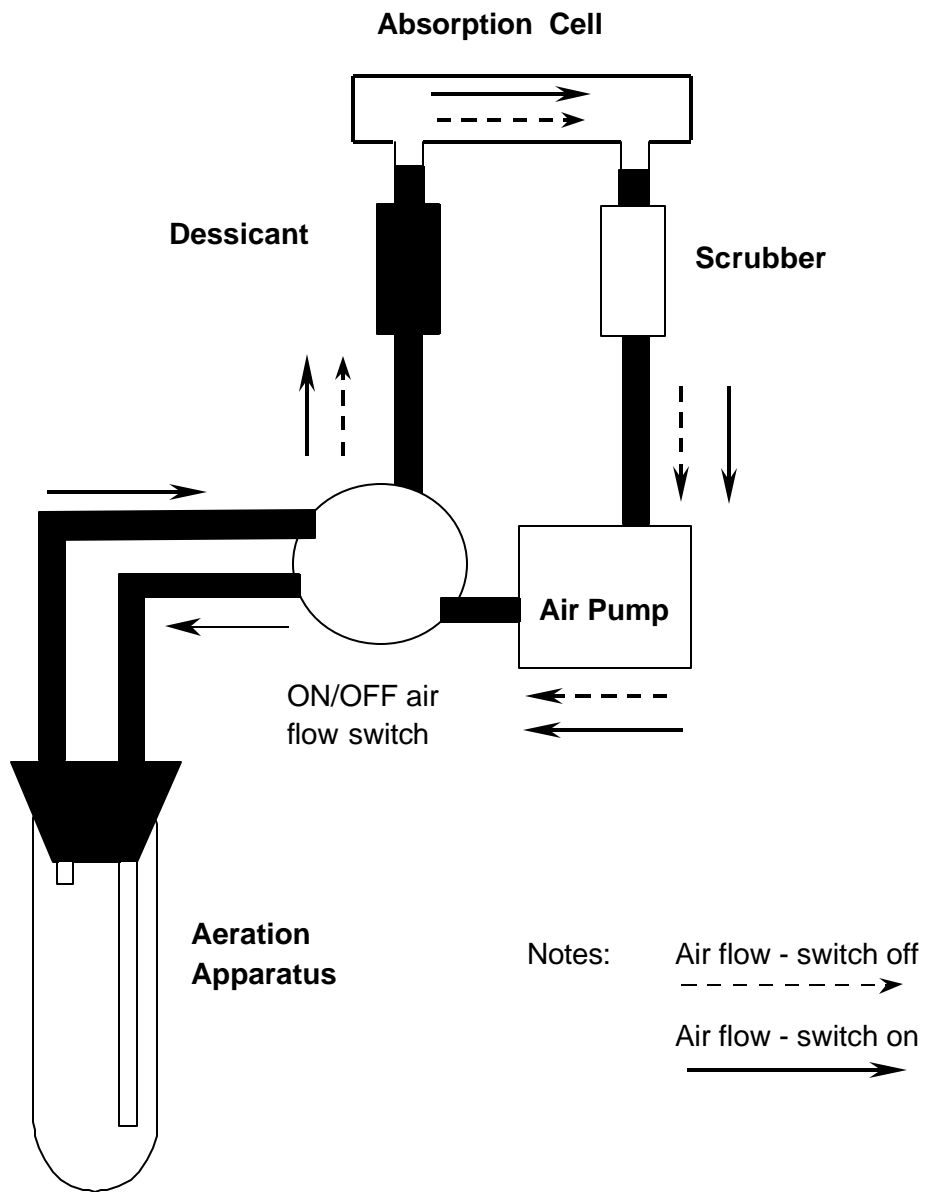 Absorption Cell
Dessicant
Scrubber
Air Pump
ON/OFF air
flow switch
Aeration
Apparatus
Notes:
Air flow - switch off
Air flow - switch on